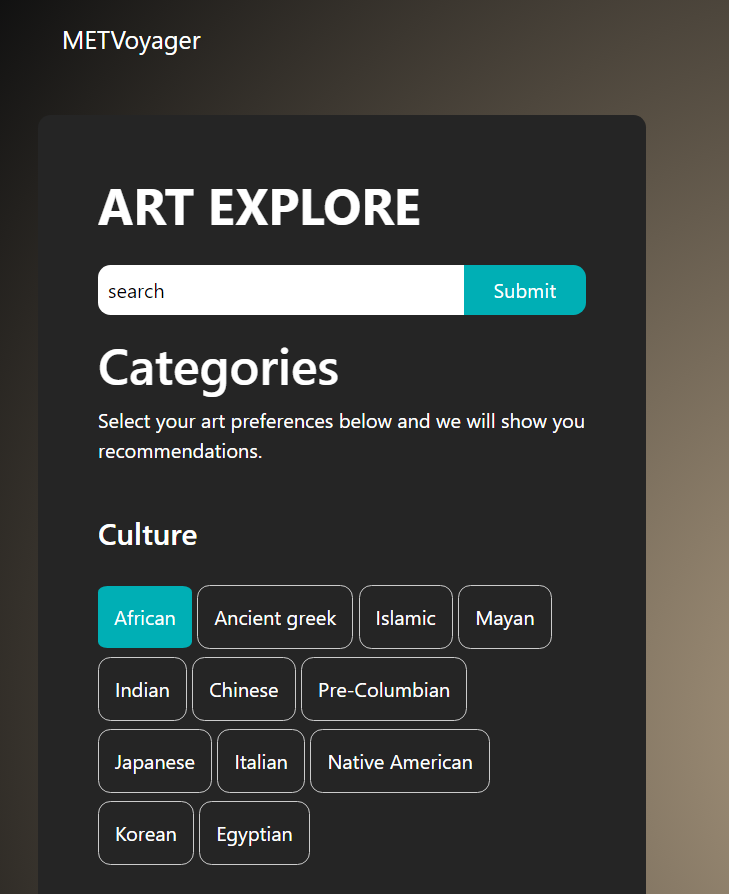 METVoyager
ART EXPLORE
search Submit
Categories
Select your art preferences below and we will show you
recommendations.
Culture
African Ancient greek Islamic Mayan
Indian Chinese Pre-Columbian
Japanese Italian Native American
Korean Egyptian